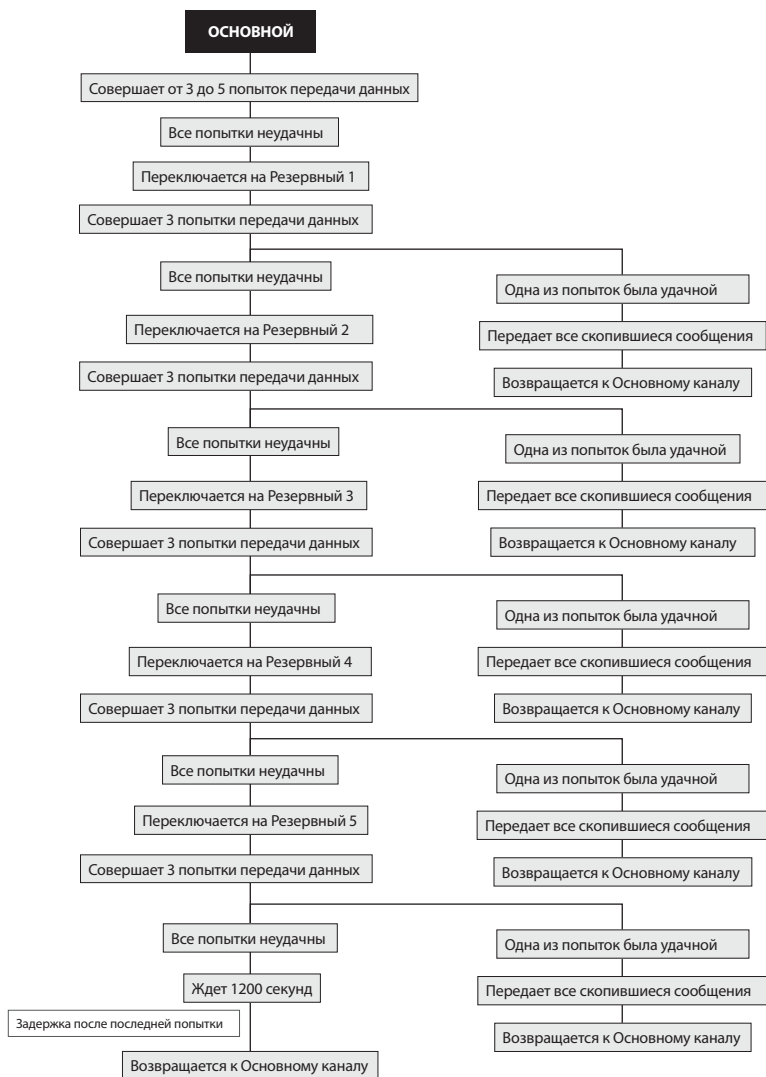 ОСНОВНОЙ
Совершает от 3 до 5 попыток передачи данных
Все попытки неудачны
Переключается на Резервный 1
Совершает 3 попытки передачи данных
Все попытки неудачны
Одна из попыток была удачной
Переключается на Резервный 2
Передает все скопившиеся сообщения
Совершает 3 попытки передачи данных
Возвращается к Основному каналу
Все попытки неудачны
Одна из попыток была удачной
Переключается на Резервный 3
Передает все скопившиеся сообщения
Совершает 3 попытки передачи данных
Возвращается к Основному каналу
Все попытки неудачны
Одна из попыток была удачной
Переключается на Резервный 4
Передает все скопившиеся сообщения
Совершает 3 попытки передачи данных
Возвращается к Основному каналу
Все попытки неудачны
Одна из попыток была удачной
Переключается на Резервный 5
Передает все скопившиеся сообщения
Совершает 3 попытки передачи данных
Возвращается к Основному каналу
Все попытки неудачны
Одна из попыток была удачной
Ждет 1200 секунд
Передает все скопившиеся сообщения
Задержка после последней попытки
Возвращается к Основному каналу
Возвращается к Основному каналу